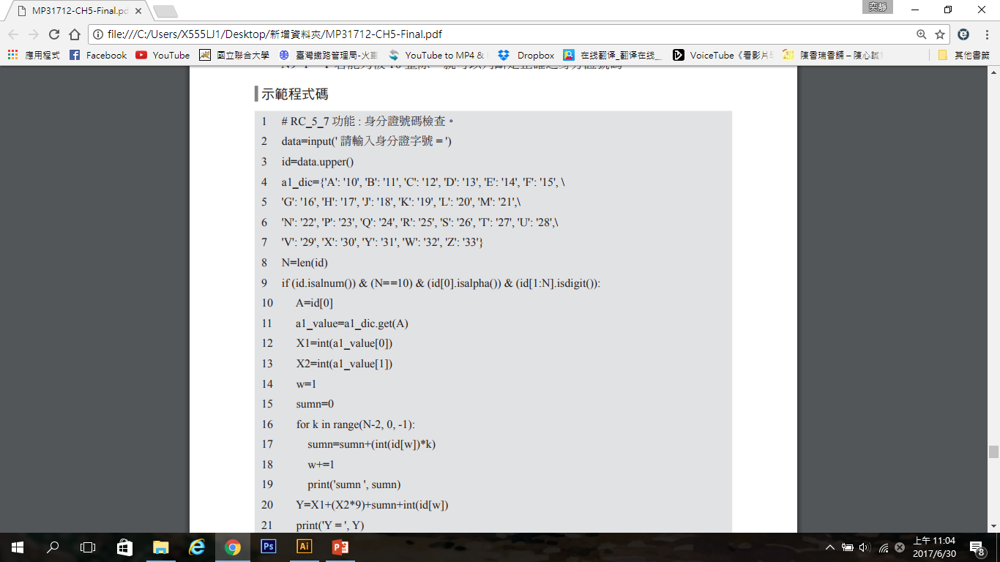 MP31712-CH5-Final.pd
奕靜
file:///C:/Users/X555LJ1/Desktop/新增資料夾/MP31712-CH5-Final.pdf
應用程式 Facebook YouTube 國立聯合大學 臺灣鐵路管理局-火車 YouTube to MP4 & Dropbox 在线翻译_翻译在线_ VoiceTube《看影片 陳香瑞香舖 – 陳心誠 其他書籤
示範程式碼
1 # RC_5_7 功能 : 身分證號碼檢查。
2 data=input(' 請輸入身分證字號 = ')
3 id=data.upper()
4 a1_dic={'A': '10', 'B': '11', 'C': '12', 'D': '13', 'E': '14', 'F': '15', \
5 'G': '16', 'H': '17', 'J': '18', 'K': '19', 'L': '20', 'M': '21',\
6 'N': '22', 'P': '23', 'Q': '24', 'R': '25', 'S': '26', 'T': '27', 'U': '28',\
7 'V': '29', 'X': '30', 'Y': '31', 'W': '32', 'Z': '33'}
8 N=len(id)
9 if (id.isalnum()) & (N==10) & (id[0].isalpha()) & (id[1:N].isdigit()):
10 A=id[0]
11 a1_value=a1_dic.get(A)
12 X1=int(a1_value[0])
13 X2=int(a1_value[1])
14 w=1
15 sumn=0
16 for k in range(N-2, 0, -1):
17 sumn=sumn+(int(id[w])*k)
18 w+=1
19 print('sumn ', sumn)
20 Y=X1+(X2*9)+sumn+int(id[w])
21 print('Y = ', Y)
Ps Ai P
上午 11:04
2017/6/30
8